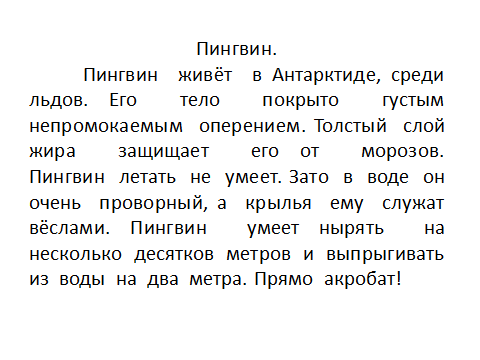 Пингвин.
Пингвин живёт в Антарктиде, среди
льдов. Его тело покрыто густым
непромокаемым оперением. Толстый слой
жира защищает его от морозов.
Пингвин летать не умеет. Зато в воде он
очень проворный, а крылья ему служат
вёслами. Пингвин умеет нырять на
несколько десятков метров и выпрыгивать
из воды на два метра. Прямо акробат!